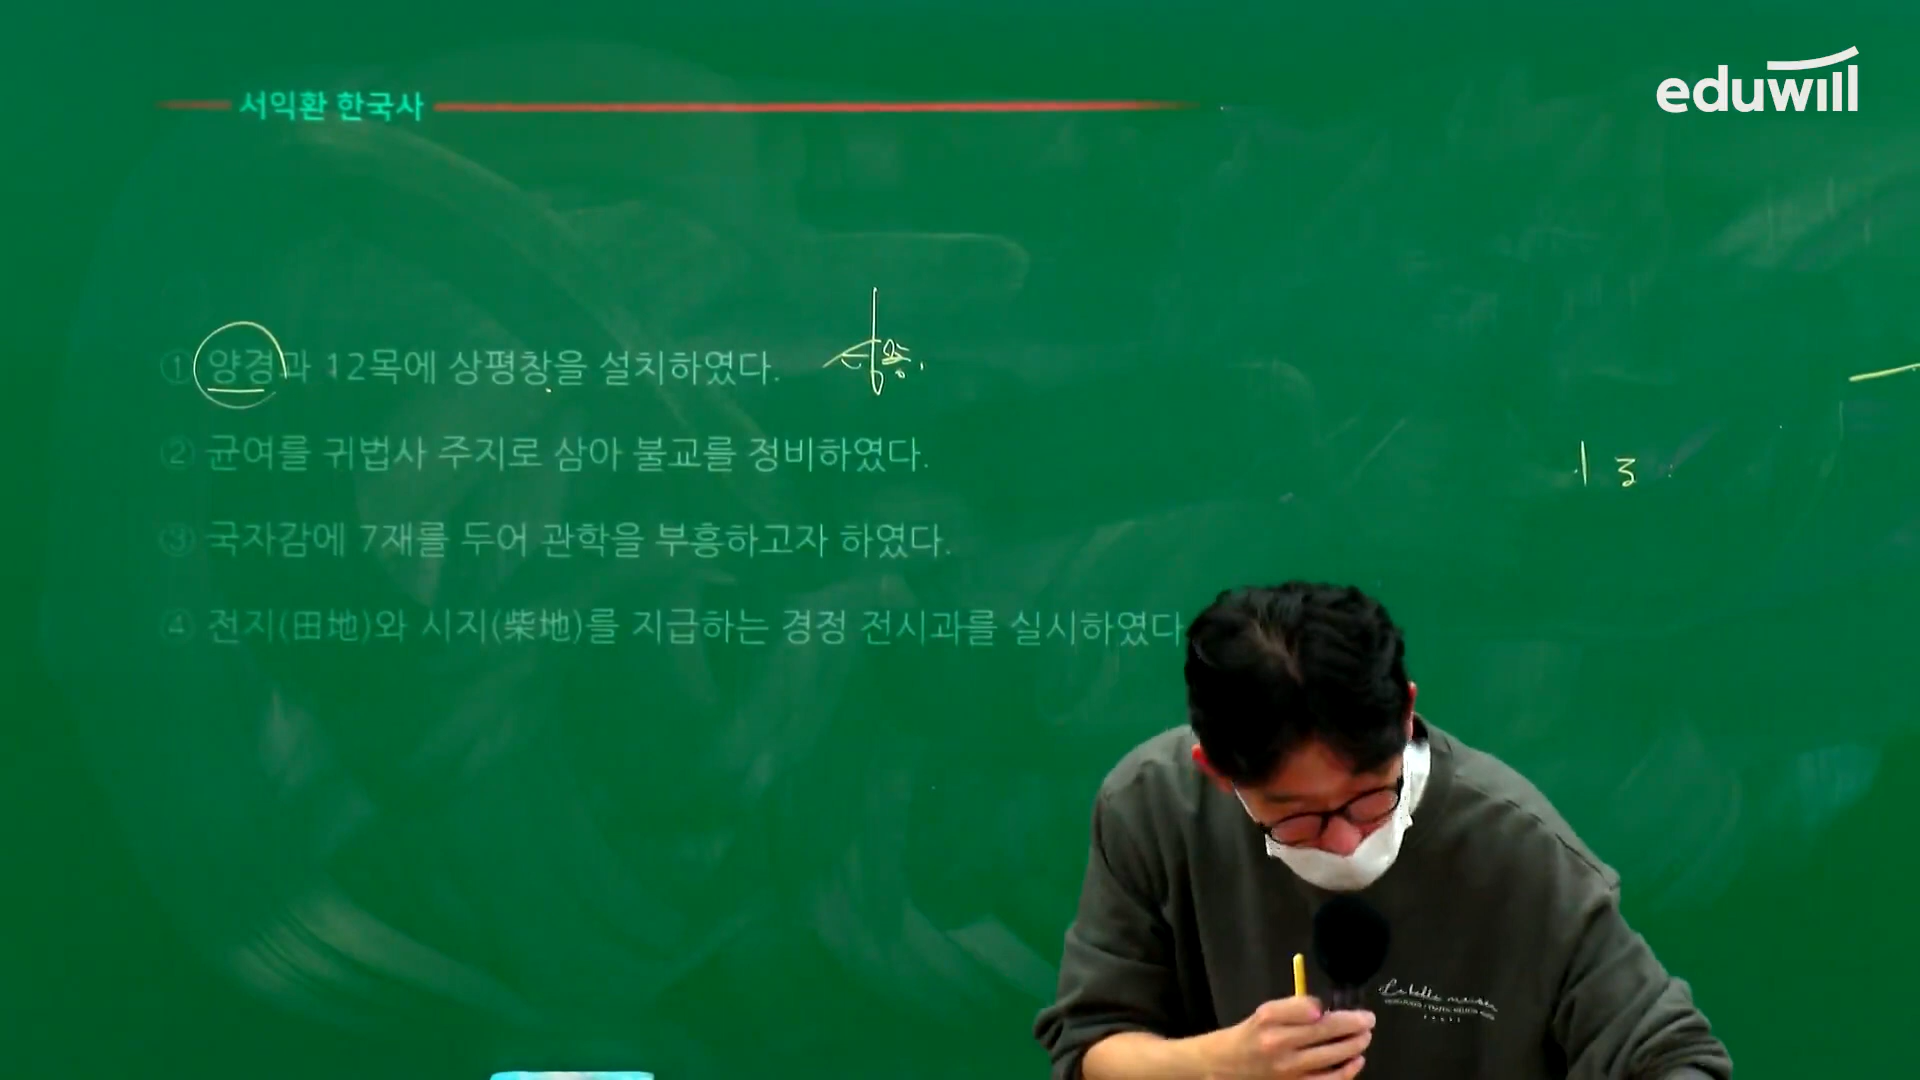 서익환 한국사
eduwill
① 양경과 12목에 상평창을 설치하였다.
② 균여를 귀법사 주지로 삼아 불교를 정비하였다.
1 3
③ 국자감에 7재를 두어 관학을 부흥하고자 하였다.
④ 전지(田地)와 시지(柴地)를 지급하는 경정 전시과를 실시하였다